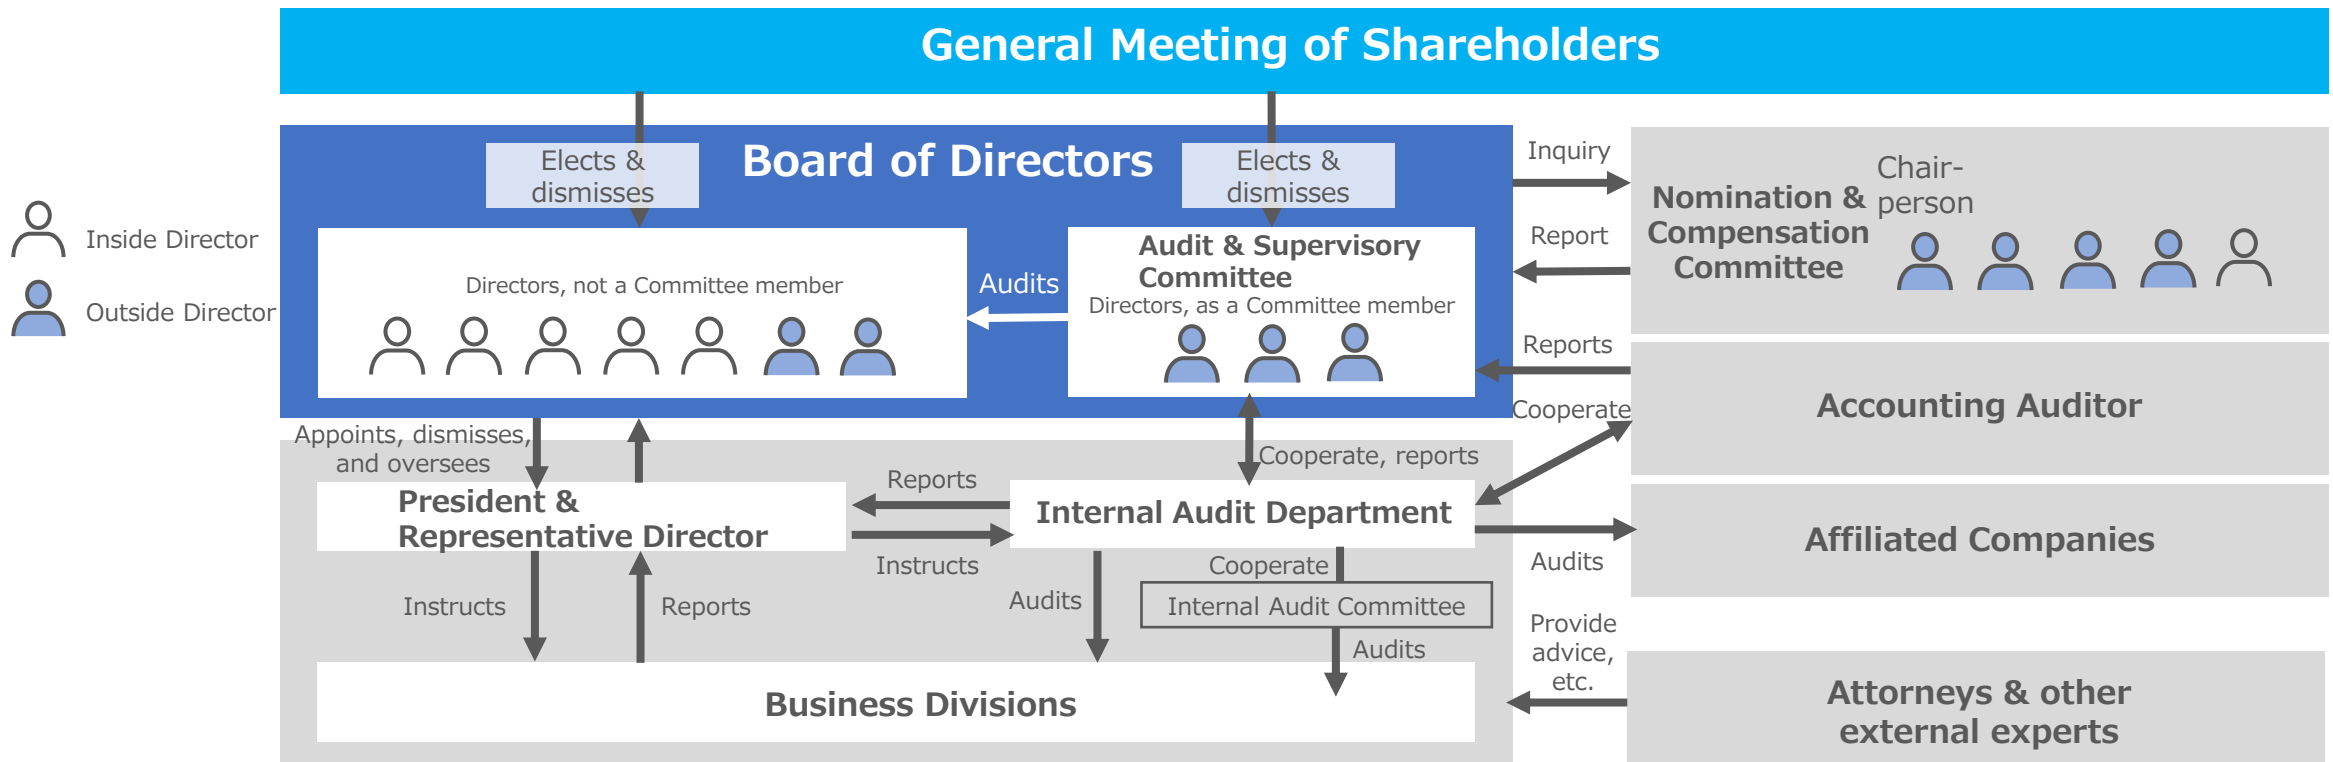 General Meeting of Shareholders
Board of Directors
Elects &
dismisses
Elects &
dismisses
Inside Director
Outside Director
Directors, not a Committee member
Audits
Audit & Supervisory
Committee
Directors, as a Committee member
Inquiry
Report
Nomination &
Compensation
Committee
Chair-
person
Reports
Cooperate
Accounting Auditor
Appoints, dismisses,
and oversees
Cooperate, reports
President &
Representative Director
Reports
Instructs
Internal Audit Department
Audits
Affiliated Companies
Instructs
Reports
Audits
Cooperate
Internal Audit Committee
Audits
Business Divisions
Provide
advice,
etc.
Attorneys & other
external experts